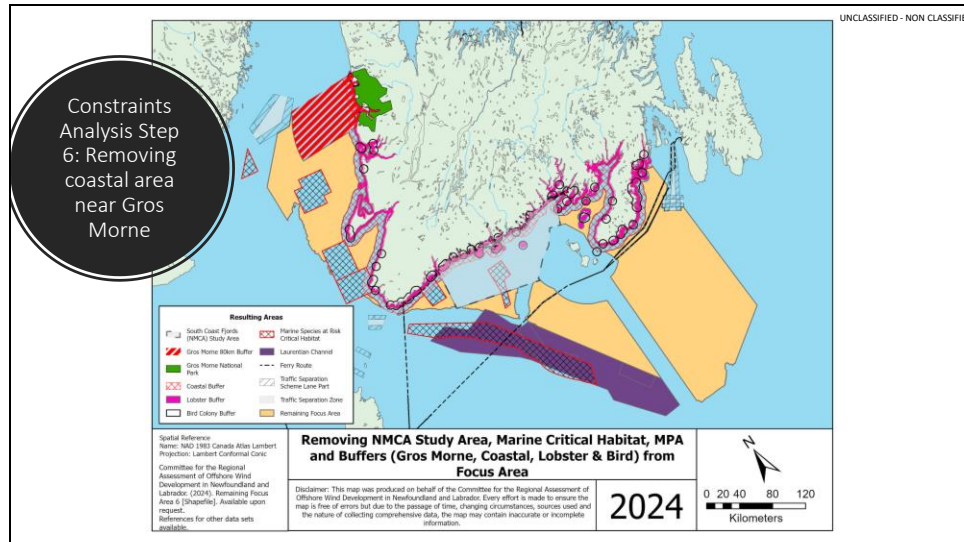 UNCLASSIFIED - NON CLASSIFIÉ
Constraints
Analysis Step
6: Removing
coastal area
near Gros
Morne
Resulting Areas
South Coast Fjords
(NMCA) Study Area
Gros Morne 80km Buffer
Gros Morne National
Park
Coastal Buffer
Lobster Buffer
Bird Colony Buffer
Marine Species at Risk
Critical Habitat
Laurentian Channel
Ferry Route
Traffic Separation
Scheme Lane Part
Traffic Separation Zone
Remaining Focus Area
Spatial Reference
Name: NAD 1983 Canada Atlas Lambert
Projection: Lambert Conformal Conic
Committee for the Regional
Assessment of Offshore Wind
Development in Newfoundland and
Labrador. (2024). Remaining Focus
Area 6 [Shapefile]. Available upon
request.
References for other data sets
available.
Removing NMCA Study Area, Marine Critical Habitat, MPA
and Buffers (Gros Morne, Coastal, Lobster & Bird) from
Focus Area
Disclaimer: This map was produced on behalf of the Committee for the Regional Assessment of
Offshore Wind Development in Newfoundland and Labrador. Every effort is made to ensure the
map is free of errors but due to the passage of time, changing circumstances, sources used and
the nature of collecting comprehensive data, the map may contain inaccurate or incomplete
information.
2024
N
0 20 40 80 120
Kilometers